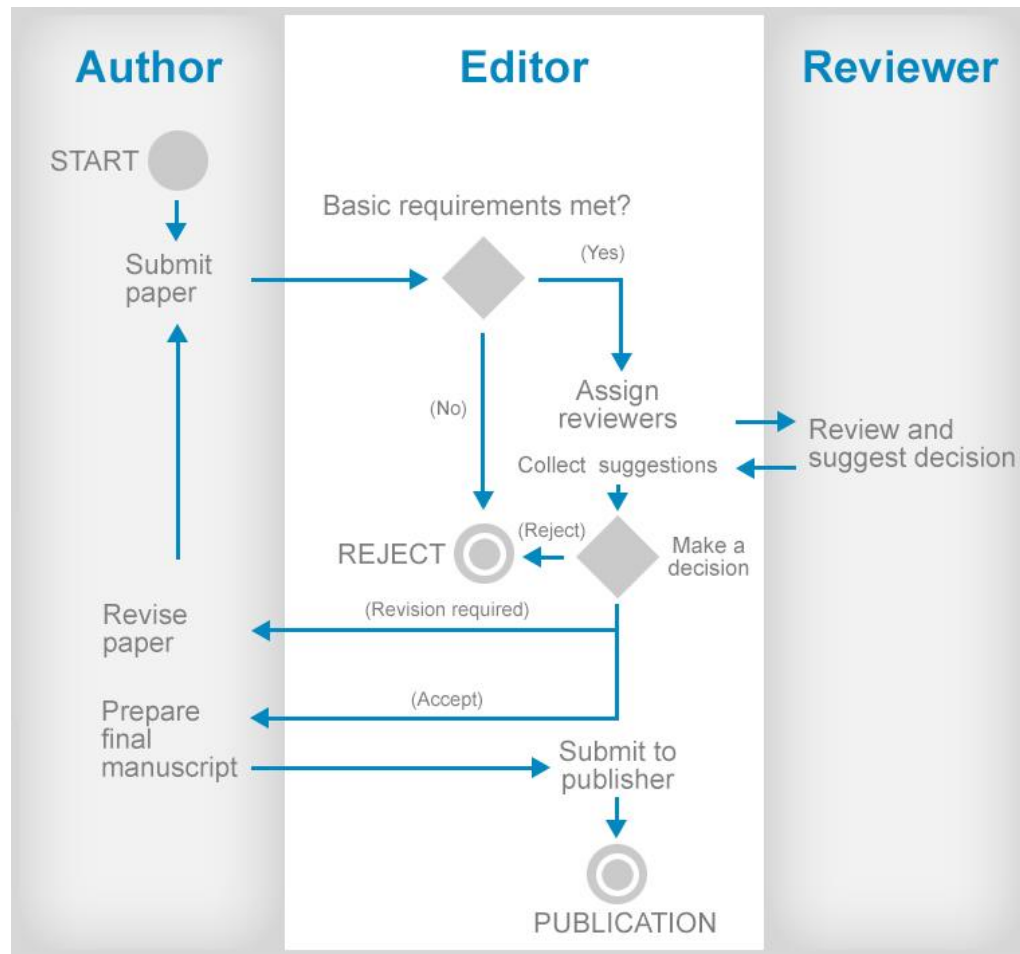 Author
Editor
Reviewer
START
Basic requirements met?
(Yes)
Submit
paper
(No)
Assign
reviewers
Review and
suggest decision
Collect suggestions
(Reject)
REJECT
Make a
decision
(Revision required)
Revise
paper
(Accept)
Prepare
final
manuscript
Submit to
publisher
PUBLICATION